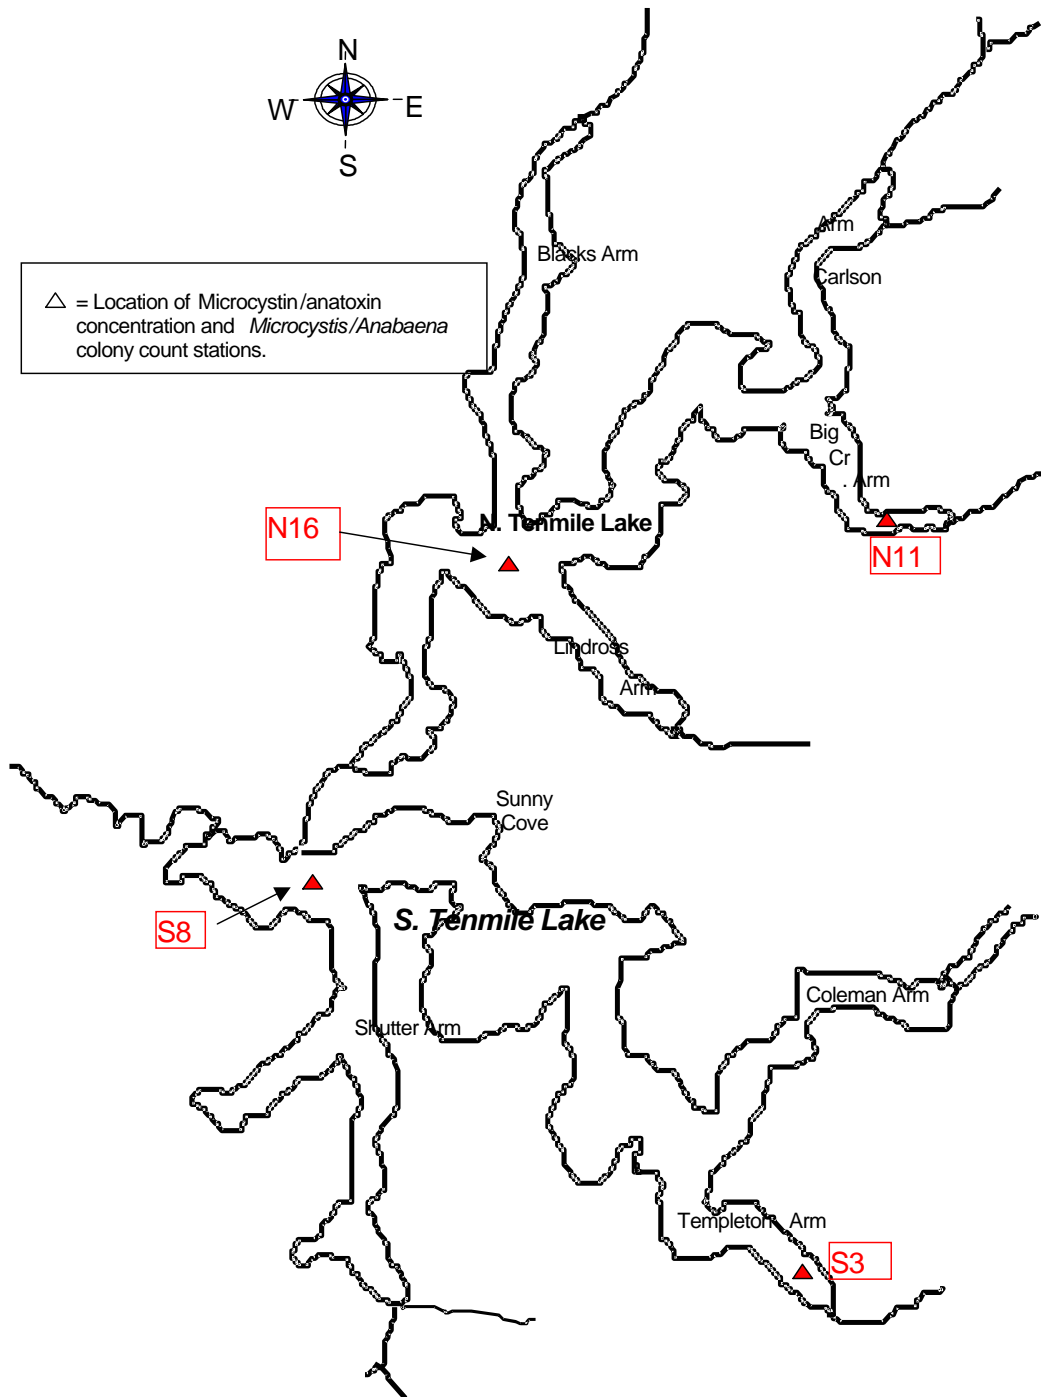 N
W
E
S
Blacks Arm
Arm
Carlson
△ = Location of Microcystin/anatoxin
concentration and Microcystis/Anabaena
colony count stations.
Big
Cr
. Arm
N16
N. Tenmile Lake
N11
Lindross
Arm
Sunny
Cove
S8
S. Tenmile Lake
Coleman Arm
Shutter Arm
Templeton Arm
S3